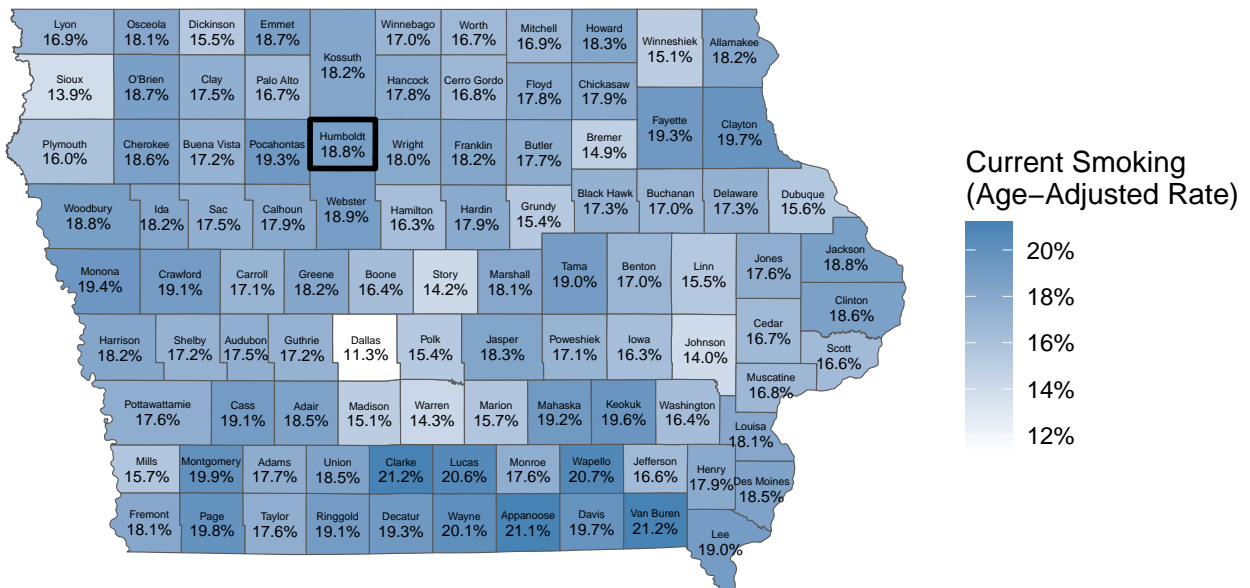 Lyon
16.9%
Osceola
18.1%
Dickinson
15.5%
Emmet
18.7%
Kossuth
18.2%
Winnebago
17.0%
Worth
16.7%
Mitchell
16.9%
Howard
18.3%
Winneshiek
15.1%
Allamakee
18.2%
Sioux
13.9%
O'Brien
18.7%
Clay
17.5%
Palo Alto
16.7%
Hancock
17.8%
Cerro Gordo
16.8%
Floyd
17.8%
Chickasaw
17.9%
Fayette
19.3%
Clayton
19.7%
Plymouth
16.0%
Cherokee
18.6%
Buena Vista
17.2%
Pocahontas
19.3%
Humboldt
18.8%
Wright
18.0%
Franklin
18.2%
Butler
17.7%
Bremer
14.9%
Woodbury
18.8%
Ida
18.2%
Sac
17.5%
Calhoun
17.9%
Webster
18.9%
Hamilton
16.3%
Hardin
17.9%
Grundy
15.4%
Black Hawk
17.3%
Buchanan
17.0%
Delaware
17.3%
Dubuque
15.6%
Monona
19.4%
Crawford
19.1%
Carroll
17.1%
Greene
18.2%
Boone
16.4%
Story
14.2%
Marshall
18.1%
Tama
19.0%
Benton
17.0%
Linn
15.5%
Jones
17.6%
Jackson
18.8%
Clinton
18.6%
Harrison
18.2%
Shelby
17.2%
Audubon
17.5%
Guthrie
17.2%
Dallas
11.3%
Polk
15.4%
Jasper
18.3%
Poweshiek
17.1%
Iowa
16.3%
Johnson
14.0%
Cedar
16.7%
Scott
16.6%
Muscatine
16.8%
Pottawattamie
17.6%
Cass
19.1%
Adair
18.5%
Madison
15.1%
Warren
14.3%
Marion
15.7%
Mahaska
19.2%
Keokuk
19.6%
Washington
16.4%
Louisa
18.1%
Mills
15.7%
Montgomery
19.9%
Adams
17.7%
Union
18.5%
Clarke
21.2%
Lucas
20.6%
Monroe
17.6%
Wapello
20.7%
Jefferson
16.6%
Henry
17.9%
Des Moines
18.5%
Fremont
18.1%
Page
19.8%
Taylor
17.6%
Ringgold
19.1%
Decatur
19.3%
Wayne
20.1%
Appanoose
21.1%
Davis
19.7%
Van Buren
21.2%
Lee
19.0%
Current Smoking
(Age−Adjusted Rate)
20%
18%
16%
14%
12%